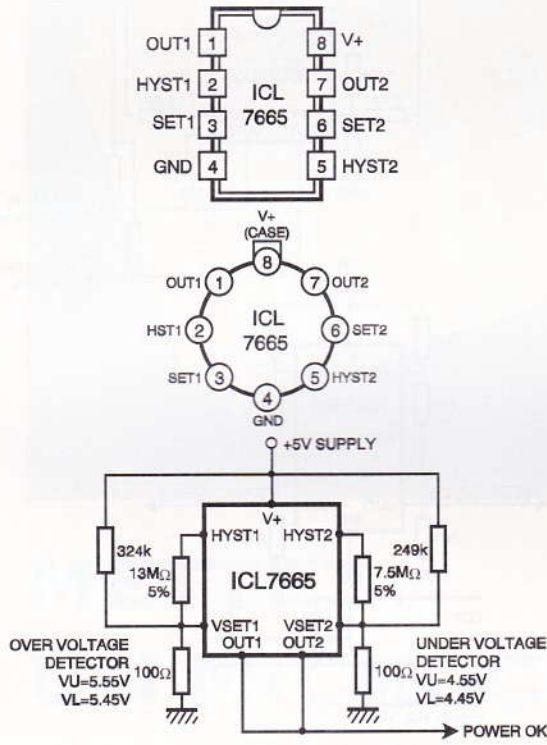 OUT1 1 8 V+
HYST1 2 7 OUT2
ICL
7665
SET1 3 6 SET2
GND 4 5 HYST2
V+
(CASE)
8
OUT1 1 7 OUT2
HST1 2 ICL 6 SET2
7665
SET1 3 5 HYST2
4
GND
+5V SUPPLY
V+
HYST1 HYST2
324k 249k
13MΩ 7.5MΩ
5% 5%
ICL7665
VSET1 VSET2
OUT1 OUT2
OVER VOLTAGE
DETECTOR
VU=5.55V
VL=5.45V
100Ω
100Ω
UNDER VOLTAGE
DETECTOR
VU=4.55V
VL=4.45V
POWER OK